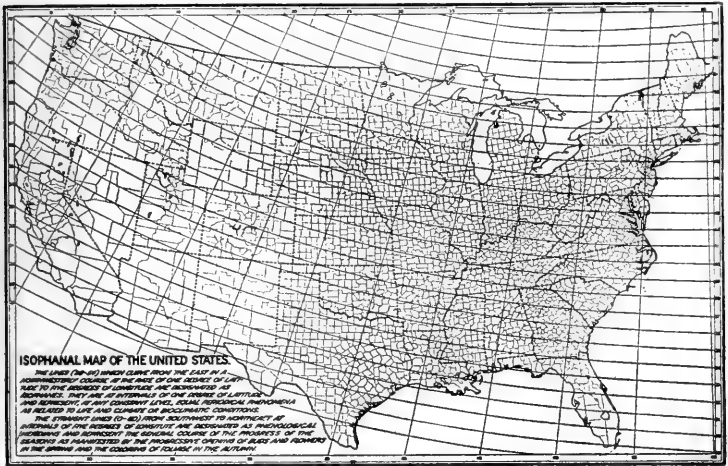 ISOPHANAL MAP OF THE UNITED STATES.
THE LINES WHICH CURVE FROM THE EAST IN A
NORTHWESTERLY COURSE AT THE RATE OF ONE DEGREE OF LATI-
TUDE TO FIVE DEGREES OF LONGITUDE ARE DESIGNATED AS
ISOPHANES. THEY ARE AT INTERVALS OF ONE DEGREE OF LATITUDE
AND REPRESENT, AT ANY CONSTANT LEVEL, EQUAL PERIODICAL PHENOMENA
AS RELATED TO LIFE AND CLIMATE OR BIOCLIMATIC CONDITIONS.
THE STRAIGHT LINES FROM SOUTHWEST TO NORTHEAST AT
INTERVALS OF FIVE DEGREES OF LONGITUDE ARE DESIGNATED AS PHENOLOGICAL
MERIDIANS AND REPRESENT THE GENERAL COURSE OF THE PROGRESS OF THE
SEASONS AS MANIFESTED BY THE PROGRESSIVE OPENING OF BUDS AND FLOWERS
IN THE SPRING AND THE COLORING OF FOLIAGE IN THE AUTUMN.